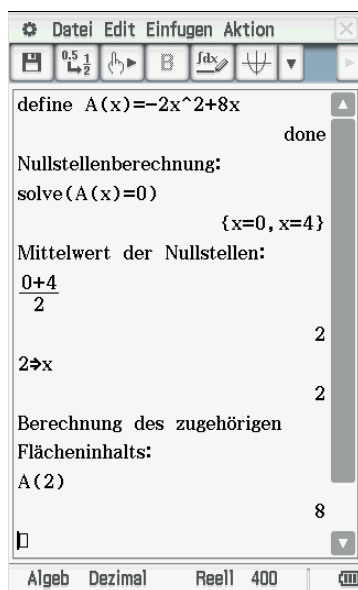 Datei Edit Einfugen Aktion
0.5 1/2 B ∫dx
define A(x)=-2x^2+8x
done
Nullstellenberechnung:
solve(A(x)=0)
{x=0, x=4}
Mittelwert der Nullstellen:
0+4
2
2
2⇒x
2
Berechnung des zugehörigen
Flächeninhalts:
A(2)
8
Algeb Dezimal Reell 400